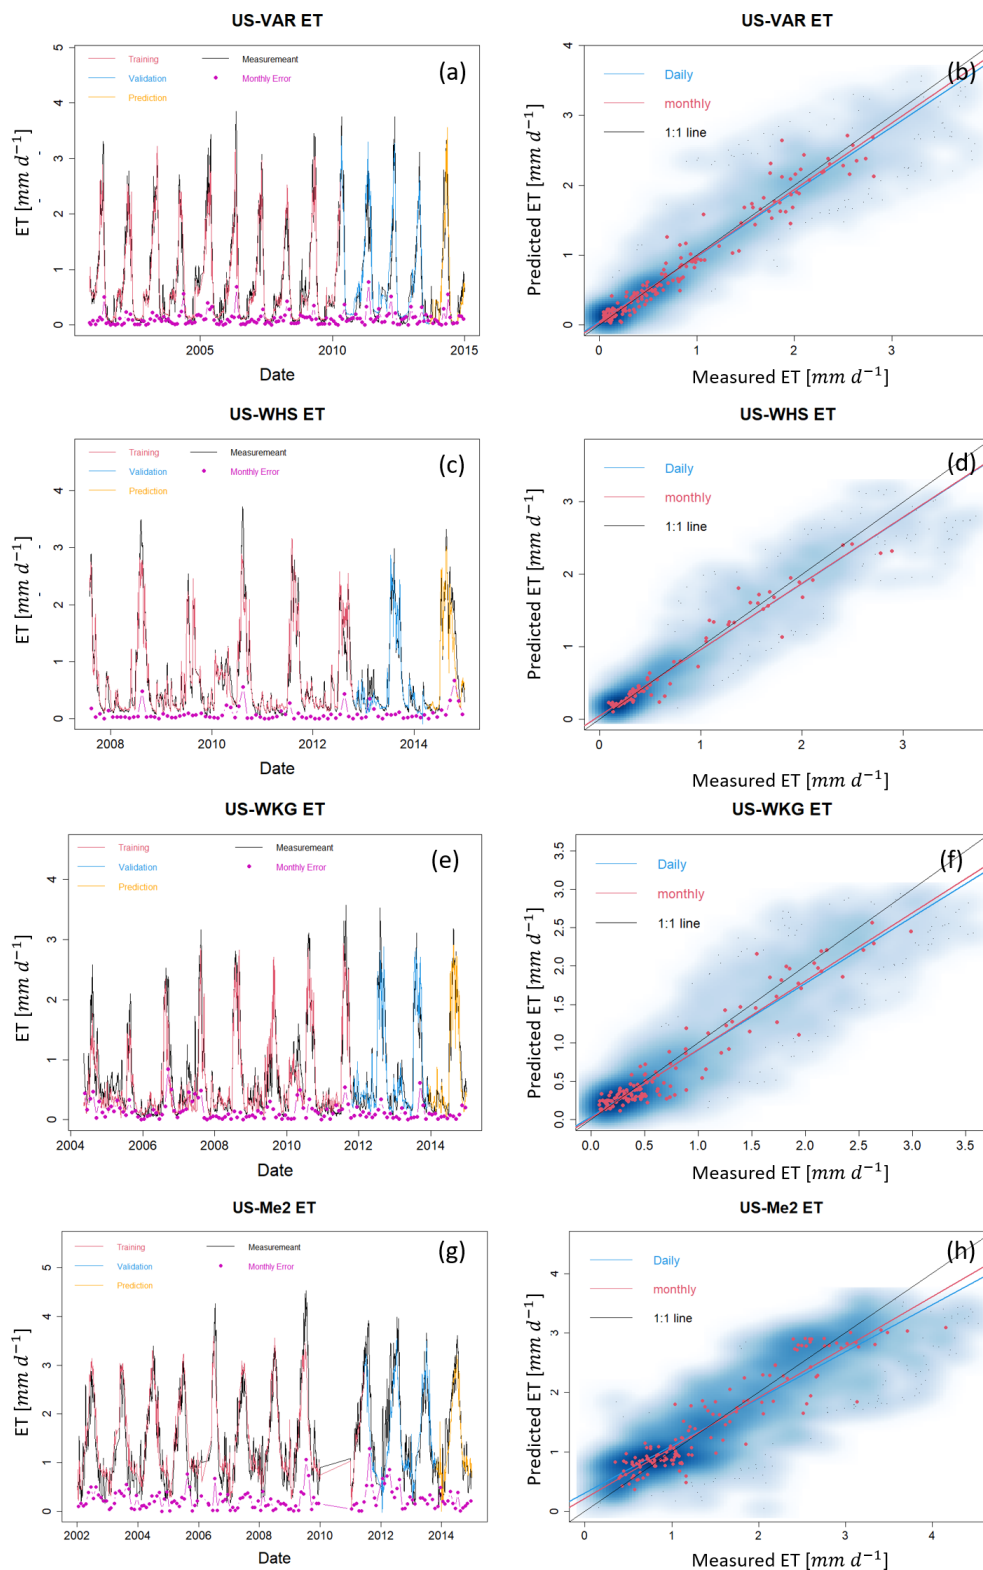 US-VAR ET
US-VAR ET
(a)
Training
Measuremeant
Validation
Monthly Error
Prediction
5
4
3
2
1
0
ET [mm d⁻¹]
2005
2010
2015
Date
(b)
Daily
monthly
1:1 line
4
3
2
1
0
Predicted ET [mm d⁻¹]
0
1
2
3
Measured ET [mm d⁻¹]
US-WHS ET
US-WHS ET
(c)
Training
Measuremeant
Validation
Monthly Error
Prediction
4
3
2
1
0
ET [mm d⁻¹]
2008
2010
2012
2014
Date
(d)
Daily
monthly
1:1 line
3
2
1
0
Predicted ET [mm d⁻¹]
0
1
2
3
Measured ET [mm d⁻¹]
US-WKG ET
US-WKG ET
(e)
Training
Measuremeant
Validation
Monthly Error
Prediction
4
3
2
1
0
ET [mm d⁻¹]
2004
2006
2008
2010
2012
2014
Date
(f)
Daily
monthly
1:1 line
3.5
3.0
2.5
2.0
1.5
1.0
0.5
0.0
Predicted ET [mm d⁻¹]
0.0
0.5
1.0
1.5
2.0
2.5
3.0
3.5
Measured ET [mm d⁻¹]
US-Me2 ET
US-Me2 ET
(g)
Training
Measuremeant
Validation
Monthly Error
Prediction
5
4
3
2
1
0
ET [mm d⁻¹]
2002
2004
2006
2008
2010
2012
2014
Date
(h)
Daily
monthly
1:1 line
4
3
2
1
0
Predicted ET [mm d⁻¹]
0
1
2
3
4
Measured ET [mm d⁻¹]